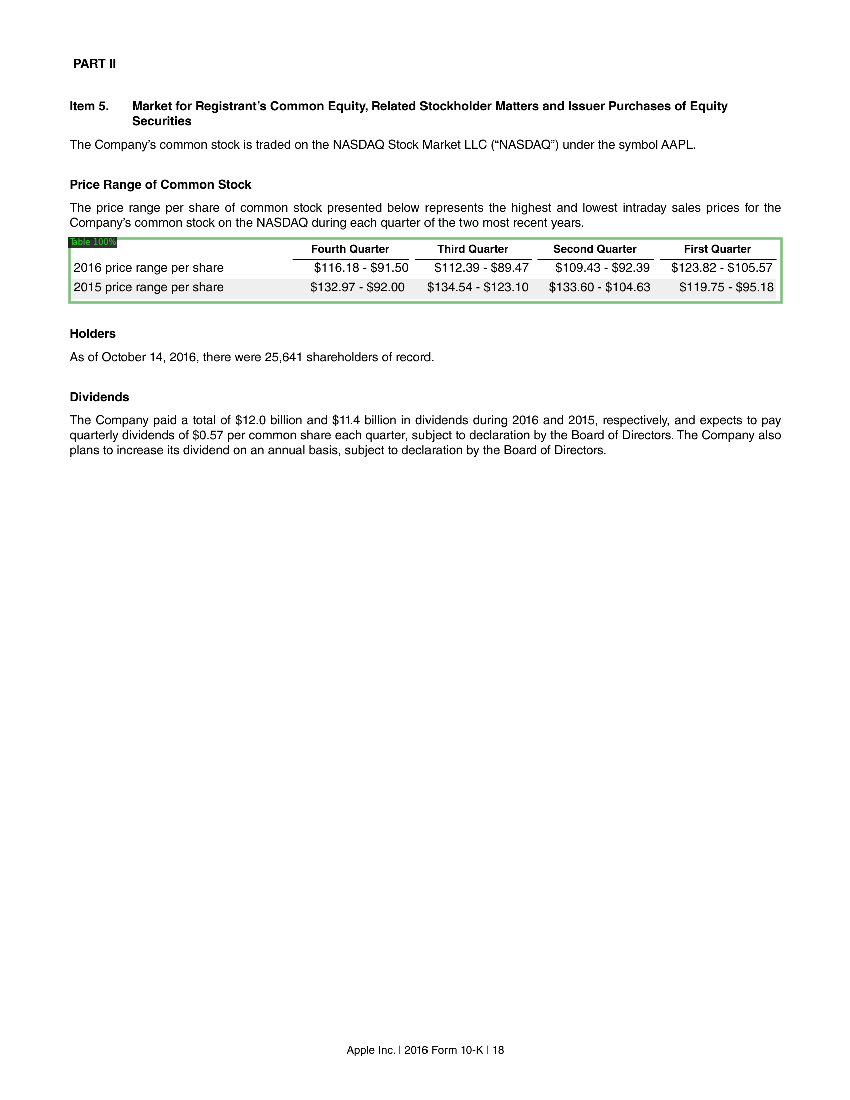 PART II
Item 5. Market for Registrant's Common Equity, Related Stockholder Matters and Issuer Purchases of Equity
Securities
The Company's common stock is traded on the NASDAQ Stock Market LLC (“NASDAQ”) under the symbol AAPL.
Price Range of Common Stock
The price range per share of common stock presented below represents the highest and lowest intraday sales prices for the
Company's common stock on the NASDAQ during each quarter of the two most recent years.
Table 100%
Fourth Quarter Third Quarter Second Quarter First Quarter
2016 price range per share $116.18 - $91.50 $112.39 - $89.47 $109.43 - $92.39 $123.82 - $105.57
2015 price range per share $132.97 - $92.00 $134.54 - $123.10 $133.60 - $104.63 $119.75 - $95.18
Holders
As of October 14, 2016, there were 25,641 shareholders of record.
Dividends
The Company paid a total of $12.0 billion and $11.4 billion in dividends during 2016 and 2015, respectively, and expects to pay
quarterly dividends of $0.57 per common share each quarter, subject to declaration by the Board of Directors. The Company also
plans to increase its dividend on an annual basis, subject to declaration by the Board of Directors.
Apple Inc. | 2016 Form 10-K | 18